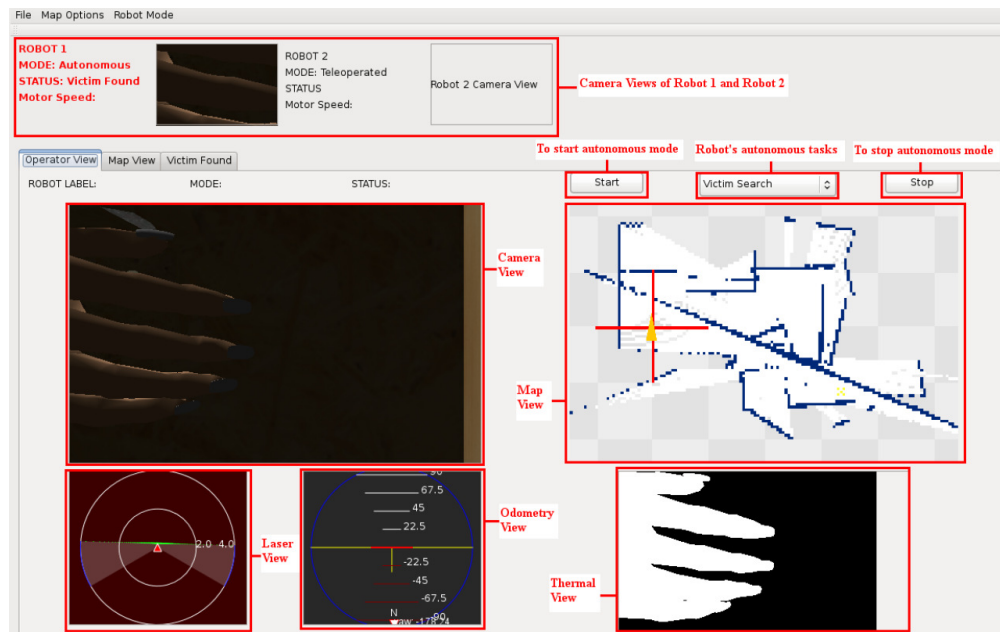 File Map Options Robot Mode
ROBOT 1
MODE: Autonomous
STATUS: Victim Found
Motor Speed:
ROBOT 2
MODE: Teleoperated
STATUS
Motor Speed:
Robot 2 Camera View
Camera Views of Robot 1 and Robot 2
To start autonomous mode
Robot's autonomous tasks
To stop autonomous mode
Operator View Map View Victim Found
ROBOT LABEL: MODE: STATUS:
Start
Victim Search
Stop
Camera
View
Map
View
2.0 4.0
Laser
View
90
67.5
45
22.5
-22.5
-45
-67.5
-90
N
Odometry
View
Thermal
View